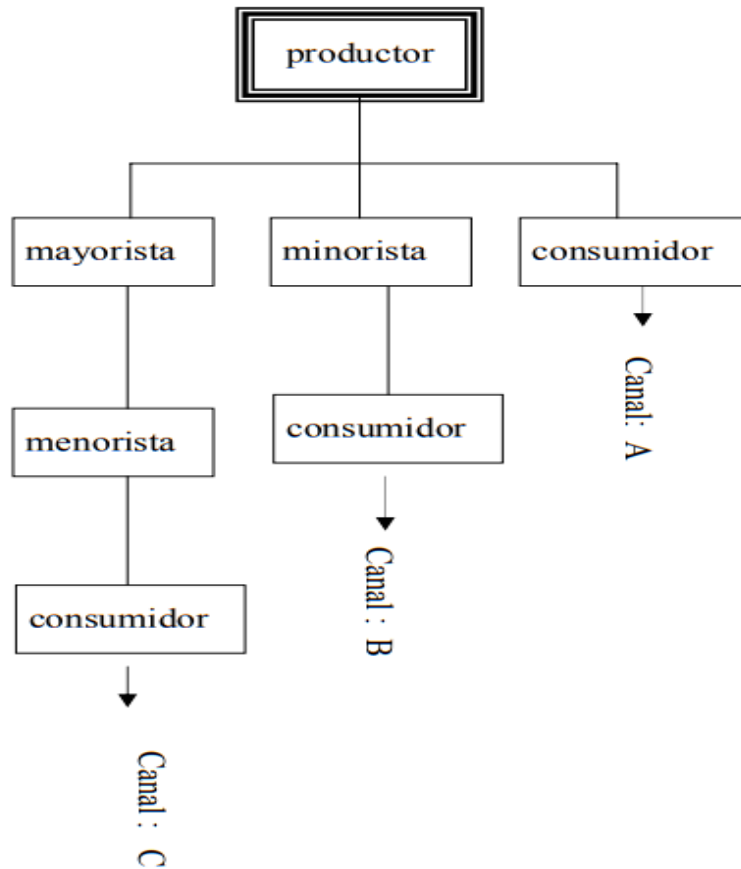 productor
mayorista
minorista
consumidor
menorista
consumidor
consumidor
Canal: A
Canal : B
Canal : C